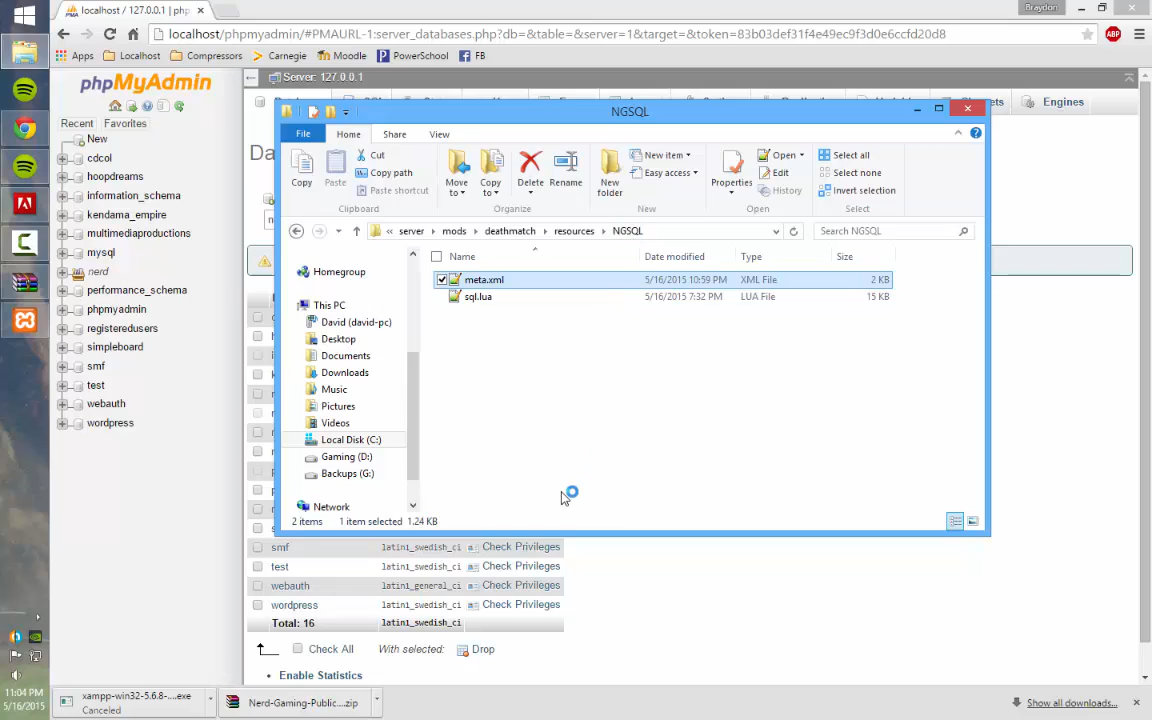 localhost / 127.0.0.1 | php
Braydon
localhost/phpmyadmin/#PMAURL-1:server_databases.php?db=&table=&server=1&target=&token=83b03def31f4e49ec9f3d0e6ccfd20d8
ABP
Apps Localhost Compressors Carnegie Moodle PowerSchool FB
phpMyAdmin
Server: 127.0.0.1
Engines
Recent Favorites
New
cdcol
hoopdreams
information_schema
kendama_empire
multimediaproductions
mysql
nerd
performance_schema
phpmyadmin
registeredusers
simpleboard
smf
test
webauth
wordpress
NGSQL
File Home Share View
Copy Paste Cut Copy path Paste shortcut
Clipboard
Move to Copy to Delete Rename
Organize
New folder New item Easy access
New
Properties Open Edit History
Open
Select all Select none Invert selection
Select
« server mods deathmatch resources NGSQL
Search NGSQL
Name Date modified Type Size
meta.xml 5/16/2015 10:59 PM XML File 2 KB
sql.lua 5/16/2015 7:32 PM LUA File 15 KB
Homegroup
This PC
David (david-pc)
Desktop
Documents
Downloads
Music
Pictures
Videos
Local Disk (C:)
Gaming (D:)
Backups (G:)
Network
2 items 1 item selected 1.24 KB
smf latin1_swedish_ci Check Privileges
test latin1_swedish_ci Check Privileges
webauth latin1_general_ci Check Privileges
wordpress latin1_swedish_ci Check Privileges
Total: 16 latin1_swedish_ci
Check All With selected: Drop
Enable Statistics
11:04 PM
5/16/2015
xampp-win32-5.6.8-....exe
Canceled
Nerd-Gaming-Public....zip
Show all downloads...